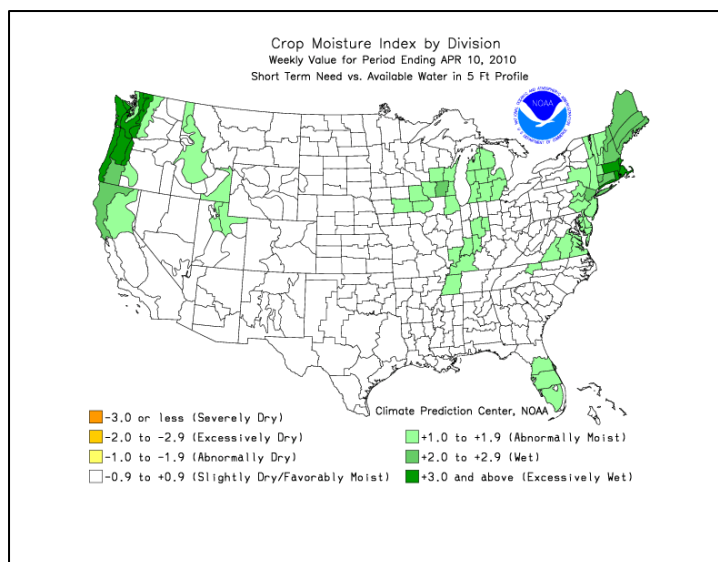 Crop Moisture Index by Division
Weekly Value for Period Ending APR 10, 2010
Short Term Need vs. Available Water in 5 Ft Profile
NOAA
Climate Prediction Center, NOAA
-3.0 or less (Severely Dry)
-2.0 to -2.9 (Excessively Dry)
-1.0 to -1.9 (Abnormally Dry)
-0.9 to +0.9 (Slightly Dry/Favorably Moist)
+1.0 to +1.9 (Abnormally Moist)
+2.0 to +2.9 (Wet)
+3.0 and above (Excessively Wet)